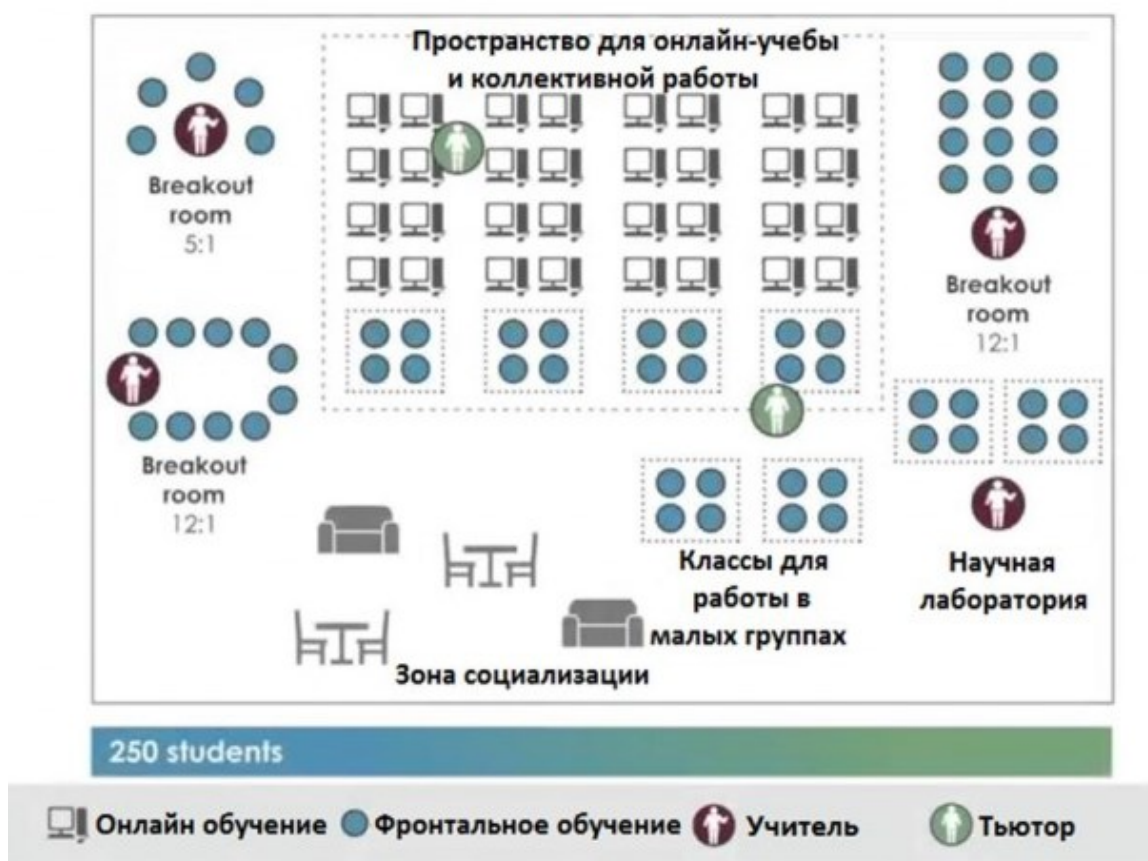 Пространство для онлайн-учебы
и коллективной работы
Breakout
room
5:1
Breakout
room
12:1
Breakout
room
12:1
Классы для
работы в
малых группах
Научная
лаборатория
Зона социализации
250 students
Онлайн обучение
Фронтальное обучение
Учитель
Тьютор